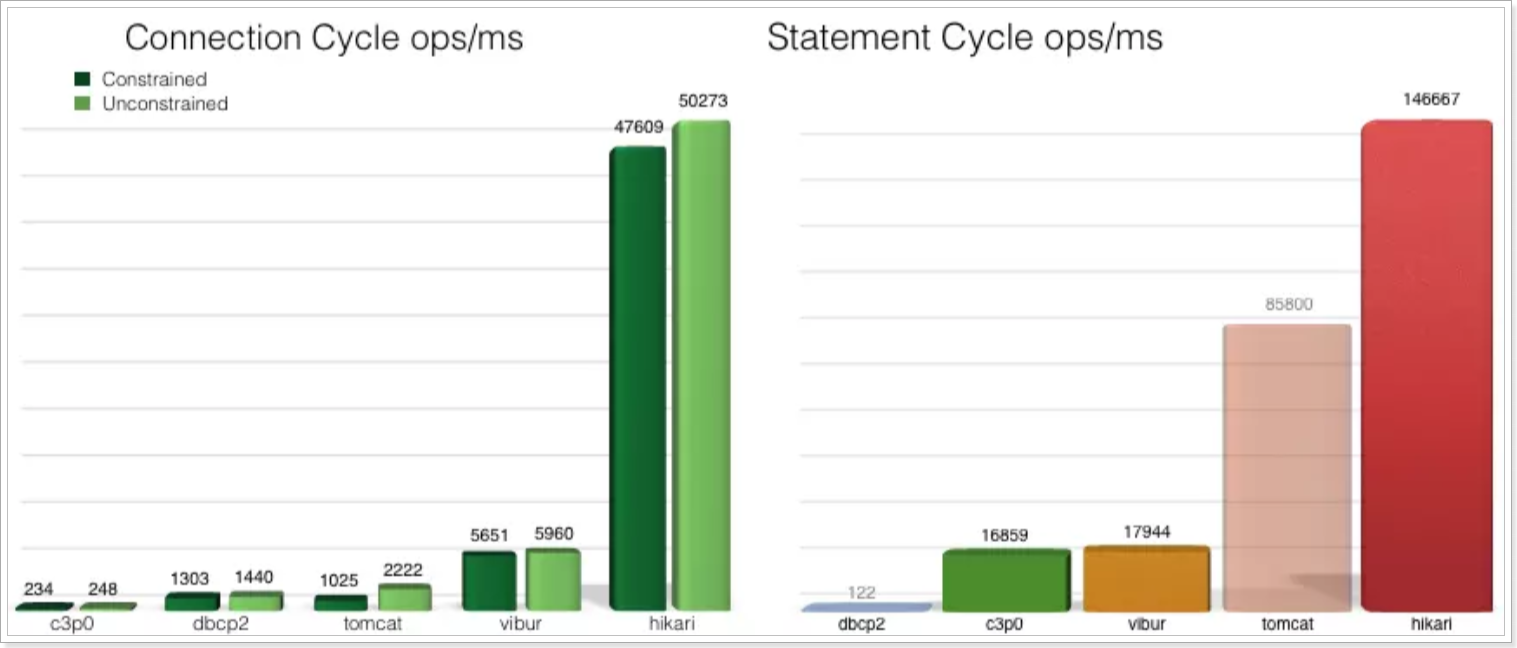 Connection Cycle ops/ms
Constrained
Unconstrained
234
248
1303
1440
1025
2222
5651
5960
47609
50273
c3p0
dbcp2
tomcat
vibur
hikari
Statement Cycle ops/ms
122
16859
17944
85800
146667
dbcp2
c3p0
vibur
tomcat
hikari